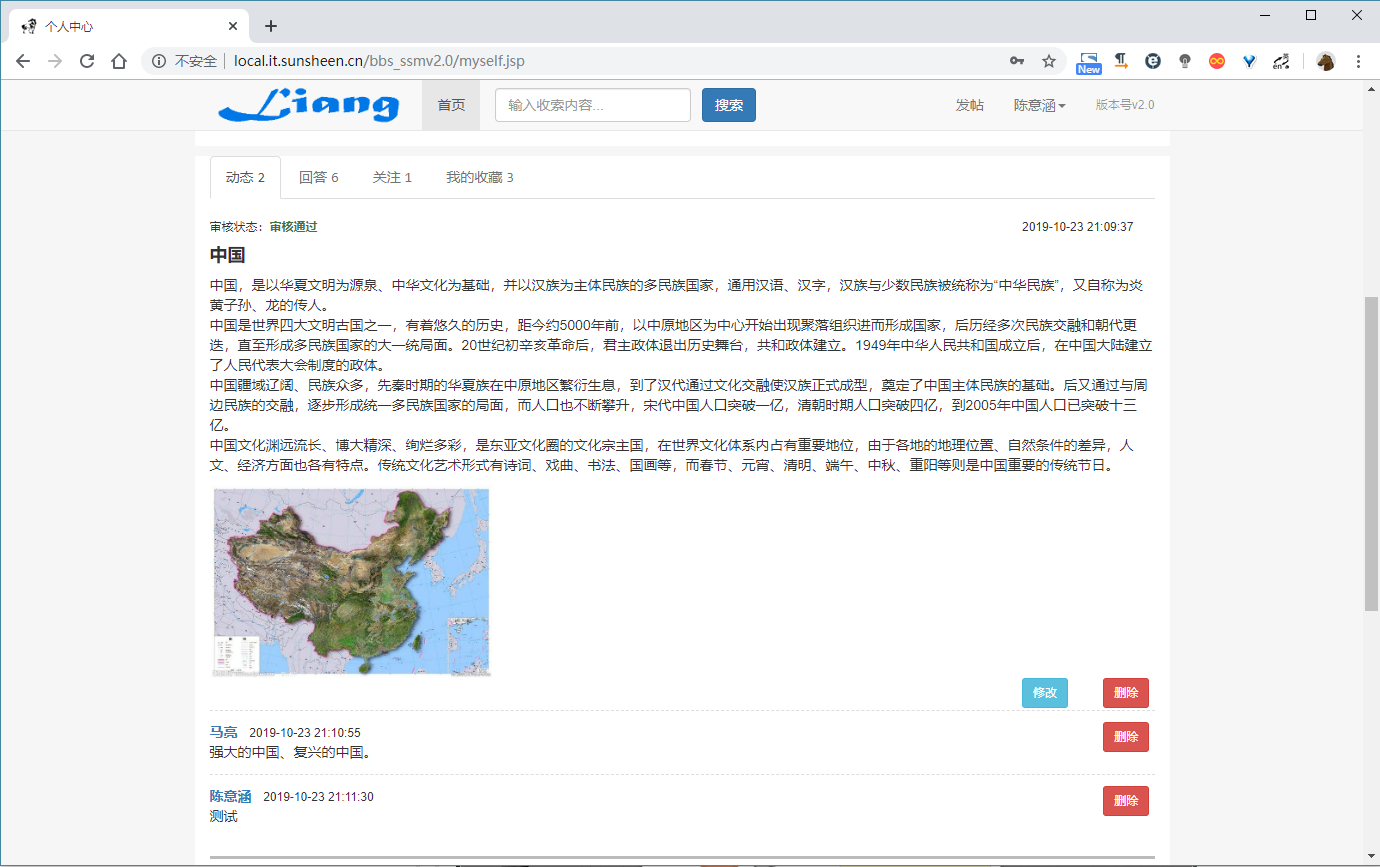 个人中心
不安全 local.it.sunsheen.cn/bbs_ssmv2.0/myself.jsp
New
en
Liang 首页 输入收索内容... 搜索 发帖 陈意涵 版本号v2.0
动态 2 回答 6 关注 1 我的收藏 3
审核状态：审核通过 2019-10-23 21:09:37
中国
中国，是以华夏文明为源泉、中华文化为基础，并以汉族为主体民族的多民族国家，通用汉语、汉字，汉族与少数民族被统称为“中华民族”，又自称为炎
黄子孙、龙的传人。
中国是世界四大文明古国之一，有着悠久的历史，距今约5000年前，以中原地区为中心开始出现聚落组织进而形成国家，后历经多次民族交融和朝代更
迭，直至形成多民族国家的大一统局面。20世纪初辛亥革命后，君主政体退出历史舞台，共和政体建立。1949年中华人民共和国成立后，在中国大陆建立
了人民代表大会制度的政体。
中国疆域辽阔、民族众多，先秦时期的华夏族在中原地区繁衍生息，到了汉代通过文化交融使汉族正式成型，奠定了中国主体民族的基础。后又通过与周
边民族的交融，逐步形成统一多民族国家的局面，而人口也不断攀升，宋代中国人口突破一亿，清朝时期人口突破四亿，到2005年中国人口已突破十三
亿。
中国文化渊远流长、博大精深、绚烂多彩，是东亚文化圈的文化宗主国，在世界文化体系内占有重要地位，由于各地的地理位置、自然条件的差异，人
文、经济方面也各有特点。传统文化艺术形式有诗词、戏曲、书法、国画等，而春节、元宵、清明、端午、中秋、重阳等则是中国重要的传统节日。
修改 删除
马亮 2019-10-23 21:10:55 删除
强大的中国、复兴的中国。
陈意涵 2019-10-23 21:11:30 删除
测试